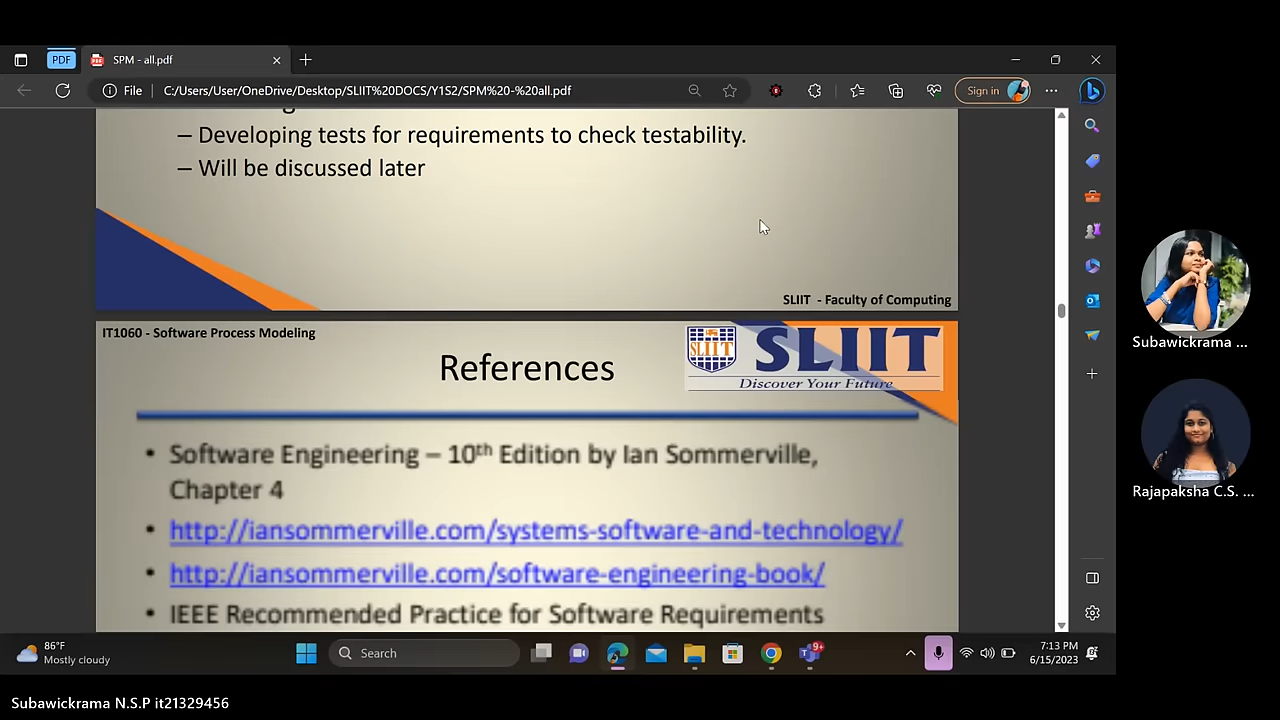 PDF
SPM - all.pdf
File
C:/Users/User/OneDrive/Desktop/SLIIT%20DOCS/Y1S2/SPM%20-%20all.pdf
Sign in
– Developing tests for requirements to check testability.
– Will be discussed later
SLIIT - Faculty of Computing
IT1060 - Software Process Modeling
SLIIT
SLIIT
Discover Your Future
References
• Software Engineering – 10th Edition by Ian Sommerville,
Chapter 4
• http://iansommerville.com/systems-software-and-technology/
• http://iansommerville.com/software-engineering-book/
• IEEE Recommended Practice for Software Requirements
Subawickrama ...
Rajapaksha C.S. ...
86°F
Mostly cloudy
Search
9+
7:13 PM
6/15/2023
Subawickrama N.S.P it21329456